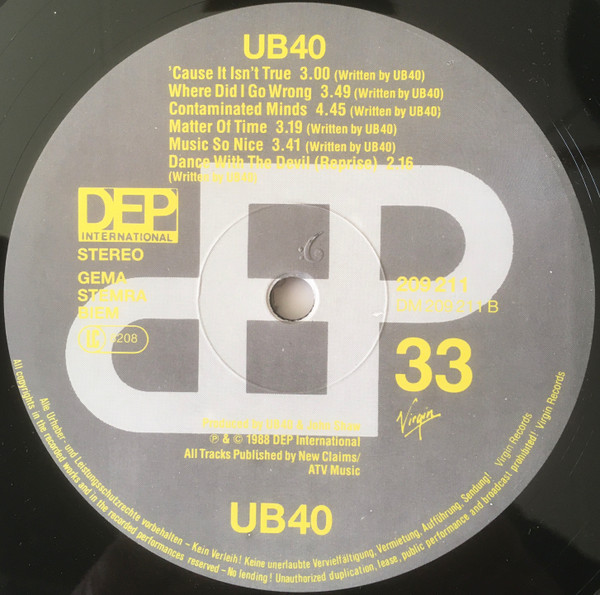 UB40
'Cause It Isn't True 3.00 (Written by UB40)
Where Did I Go Wrong 3.49 (Written by UB40)
Contaminated Minds 4.45 (Written by UB40)
Matter Of Time 3.19 (Written by UB40)
Music So Nice 3.41 (Written by UB40)
Dance With The Devil (Reprise) 2.16
(Written by UB40)
DEP
INTERNATIONAL
STEREO
GEMA
STEMRA
BIEM
LC 8208
DEP
209 211
DM 209 211 B
33
Virgin
Produced by UB40 &
℗ & © 1988 DEP International
All Tracks Published by New Claims/
ATV Music
UB40
Alle Urheber- und Leistungsschutzrechte vorbehalten – Kein Verleih! Keine unerlaubte Vervielfältigung, Vermietung, Aufführung, Sendung! Virgin Records
All copyrights in the recorded works and in the recorded performances reserved – No lending! Unauthorized duplication, lease, public performance and broadcast prohibited! Virgin Records